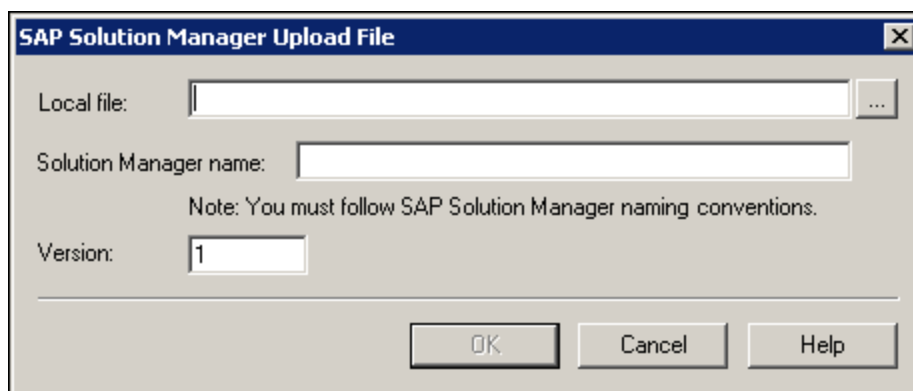 SAP Solution Manager Upload File
Local file:
...
Solution Manager name:
Note: You must follow SAP Solution Manager naming conventions.
Version: 1
OK Cancel Help